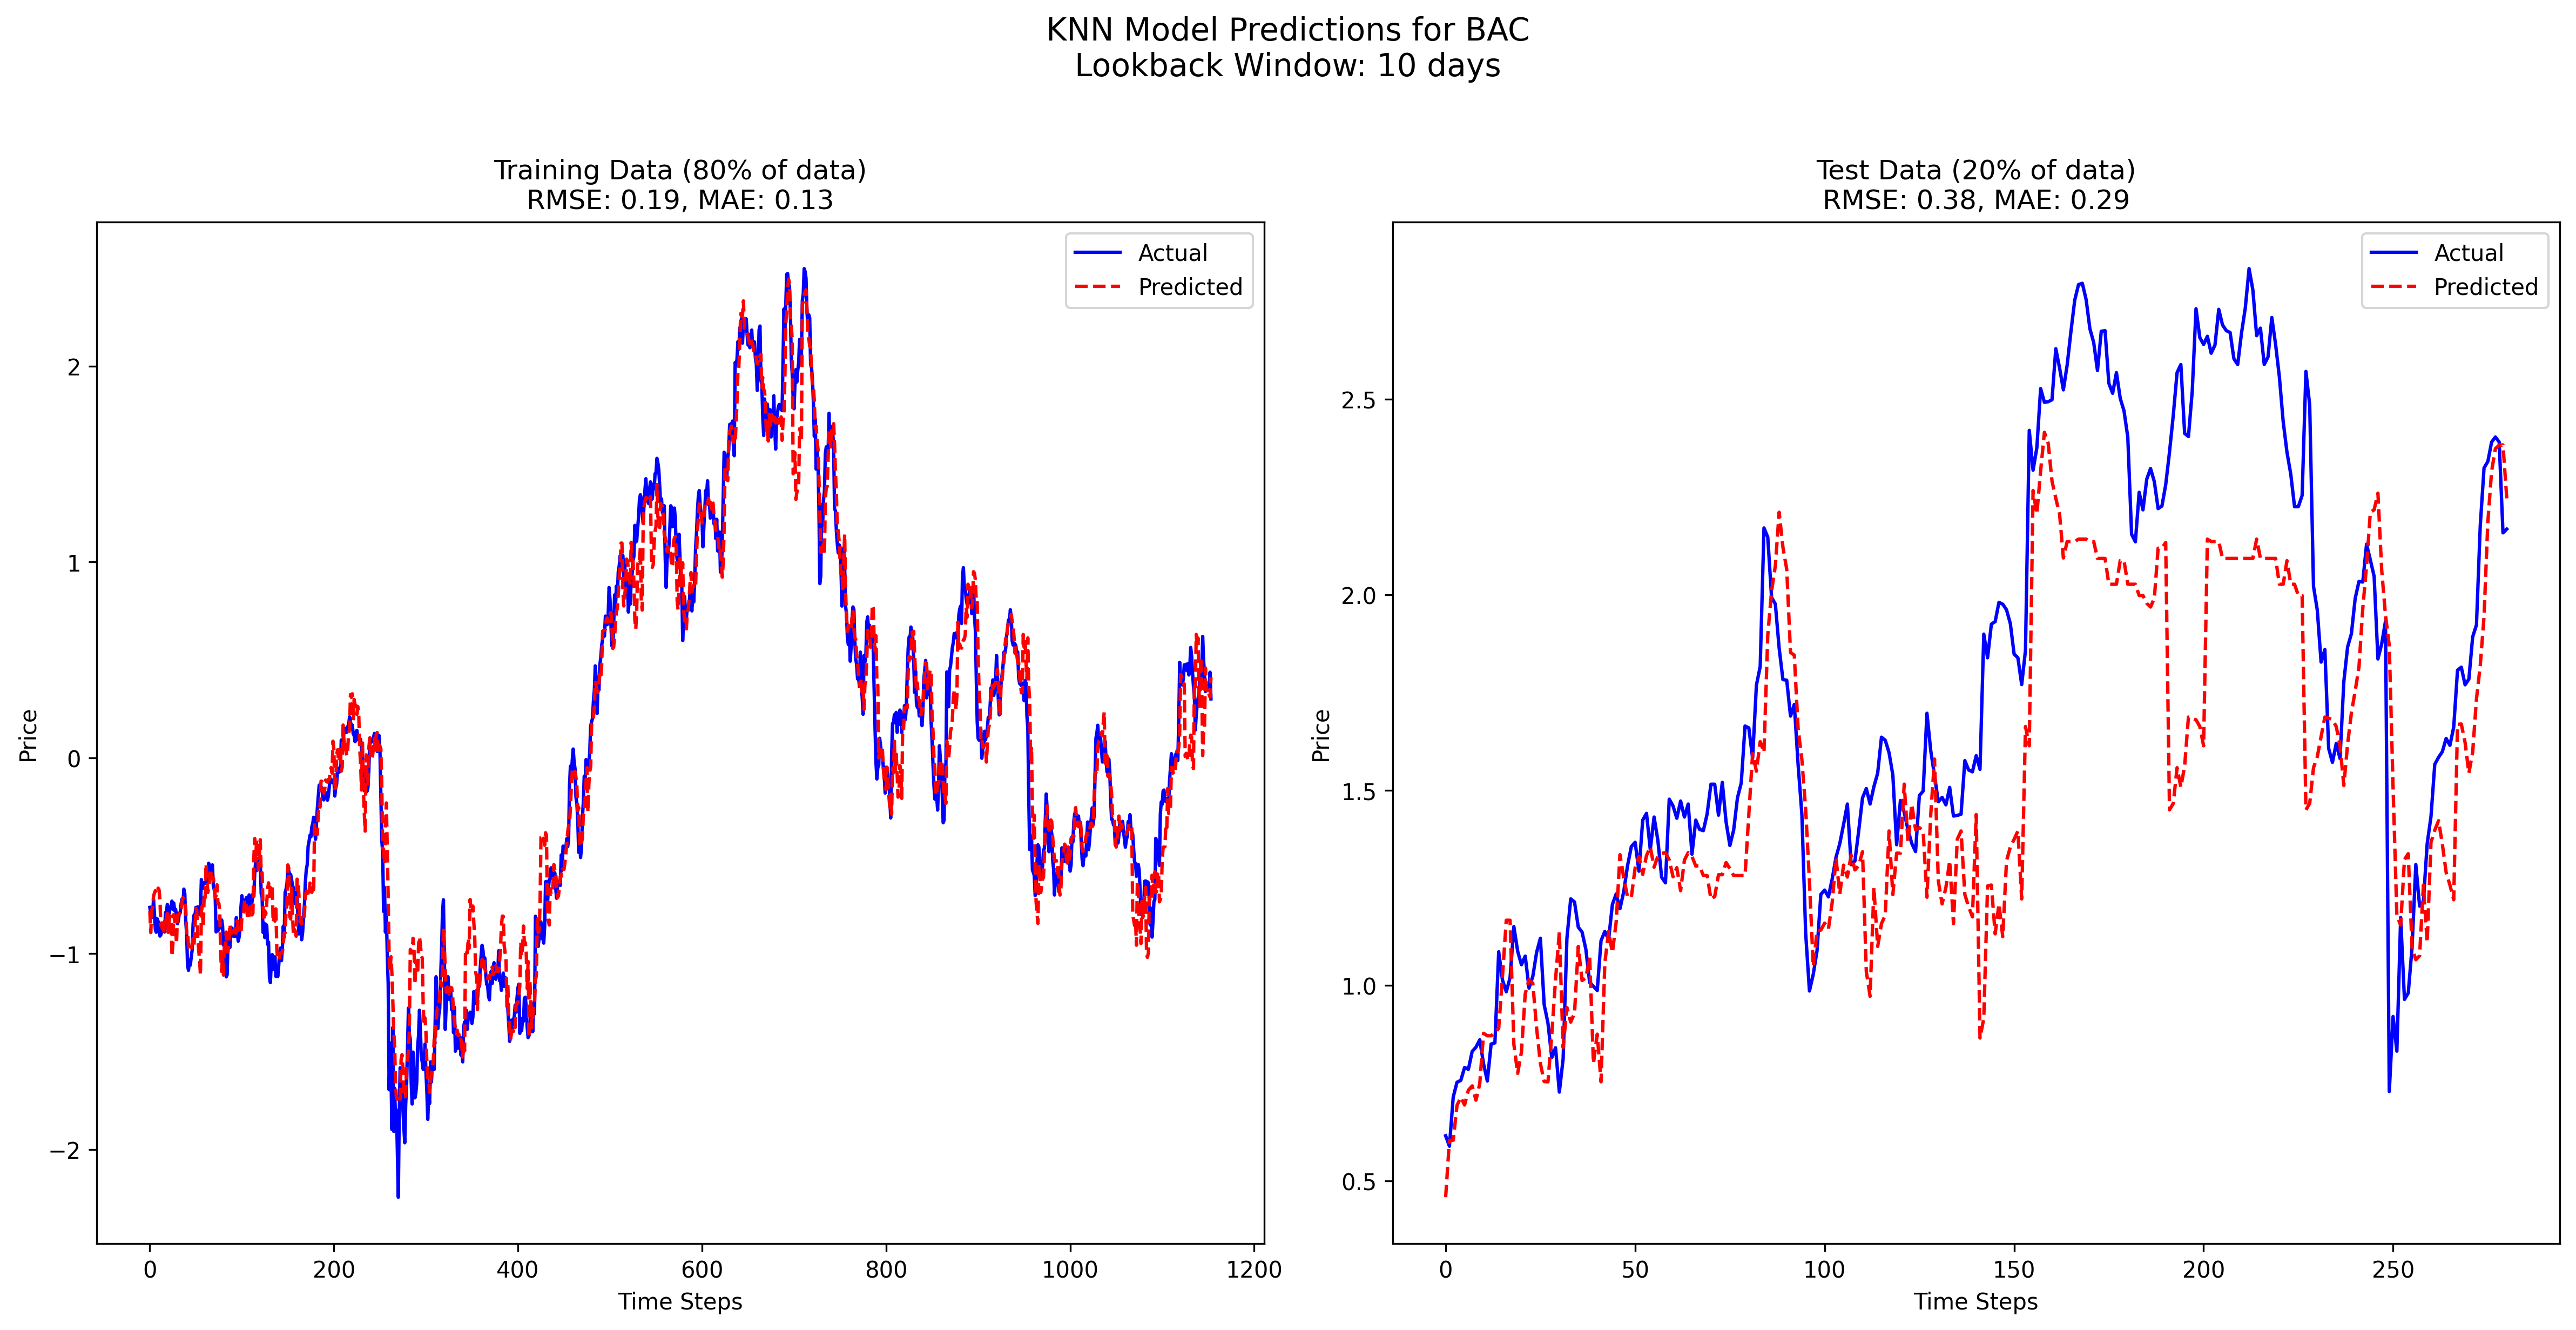 KNN Model Predictions for BAC
Lookback Window: 10 days
Training Data (80% of data)
RMSE: 0.19, MAE: 0.13
Actual
Predicted
2
1
0
−1
−2
Price
0 200 400 600 800 1000 1200
Time Steps
Test Data (20% of data)
RMSE: 0.38, MAE: 0.29
Actual
Predicted
2.5
2.0
1.5
1.0
0.5
Price
0 50 100 150 200 250
Time Steps